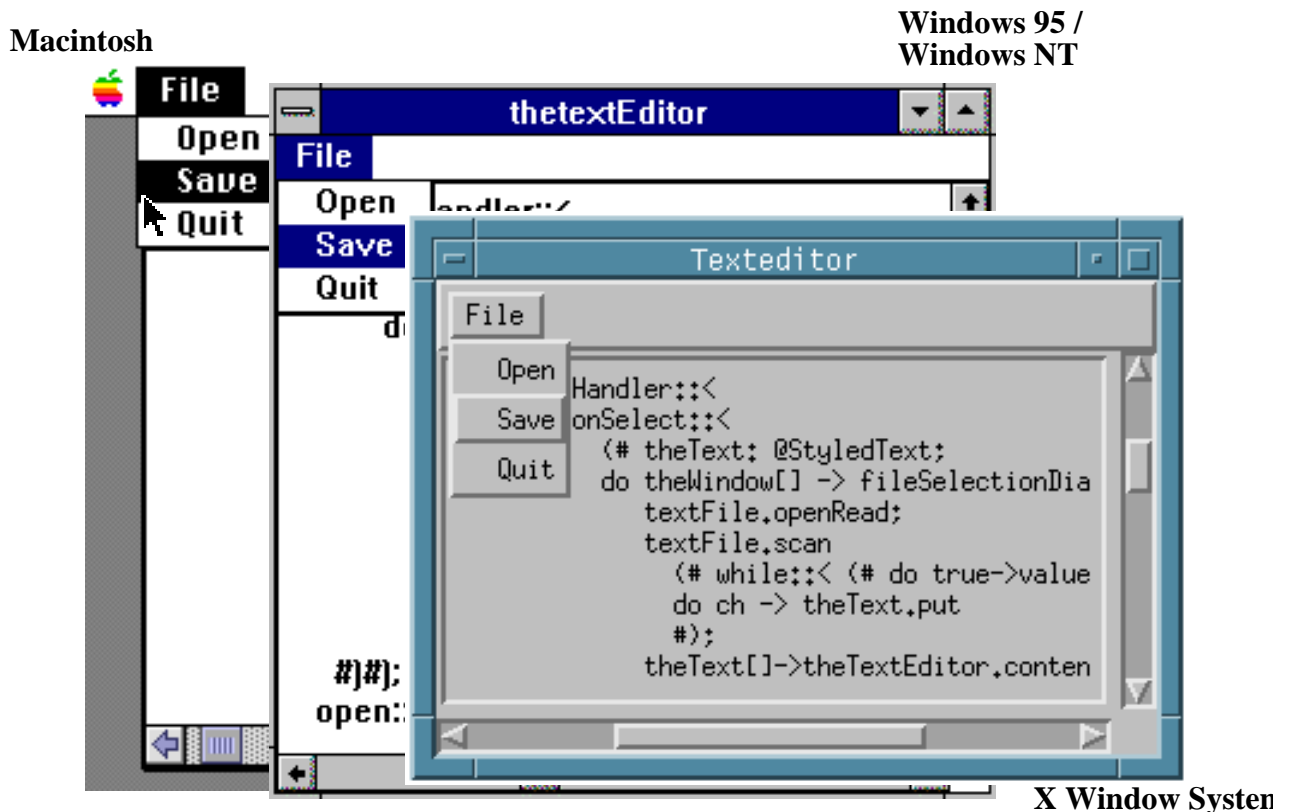 Macintosh
Windows 95 /
Windows NT
File
Open
Save
Quit
thetextEditor
File
Open
Save
Quit
#)#);
open::
Texteditor
File
Open
Save
Quit
Handler::<
onSelect::<
(# theText: @StyledText;
do theWindow[] -> fileSelectionDia
textFile.openRead;
textFile.scan
(# while::< (# do true->value
do ch -> theText.put
#);
theText[]->theTextEditor.conten
X Window System